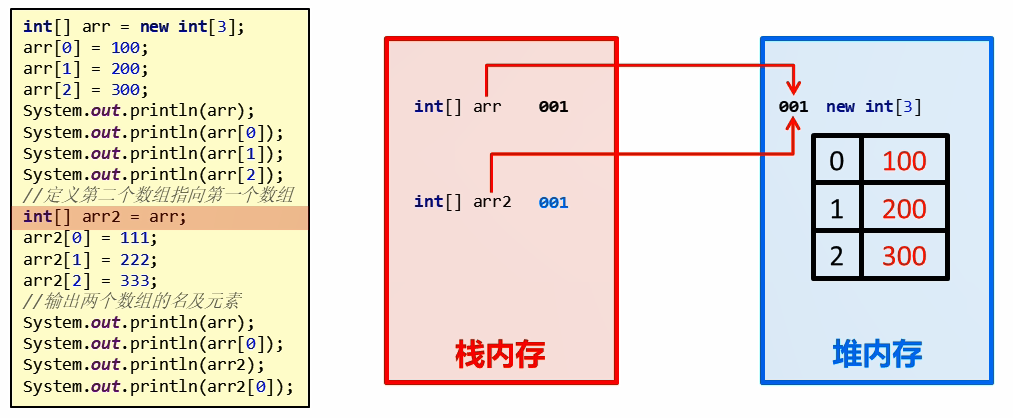 int[] arr = new int[3];
arr[0] = 100;
arr[1] = 200;
arr[2] = 300;
System.out.println(arr);
System.out.println(arr[0]);
System.out.println(arr[1]);
System.out.println(arr[2]);
//定义第二个数组指向第一个数组
int[] arr2 = arr;
arr2[0] = 111;
arr2[1] = 222;
arr2[2] = 333;
//输出两个数组的名及元素
System.out.println(arr);
System.out.println(arr[0]);
System.out.println(arr2);
System.out.println(arr2[0]);
int[] arr 001
int[] arr2 001
栈内存
001 new int[3]
0 100
1 200
2 300
堆内存